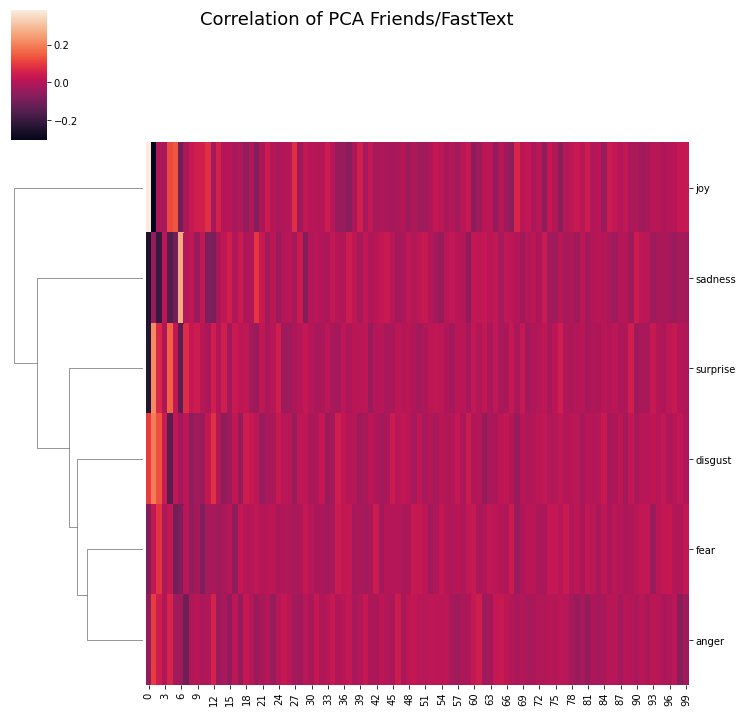 Correlation of PCA Friends/FastText
0.2
0.0
−0.2
joy
sadness
surprise
disgust
fear
anger
0 3 6 9 12 15 18 21 24 27 30 33 36 39 42 45 48 51 54 57 60 63 66 69 72 75 78 81 84 87 90 93 96 99